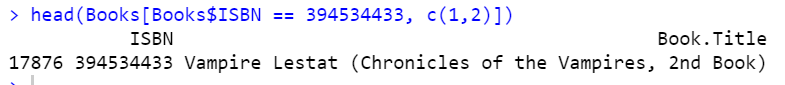 > head(Books[Books$ISBN == 394534433, c(1,2)])
ISBN Book.Title
17876 394534433 Vampire Lestat (Chronicles of the Vampires, 2nd Book)
>